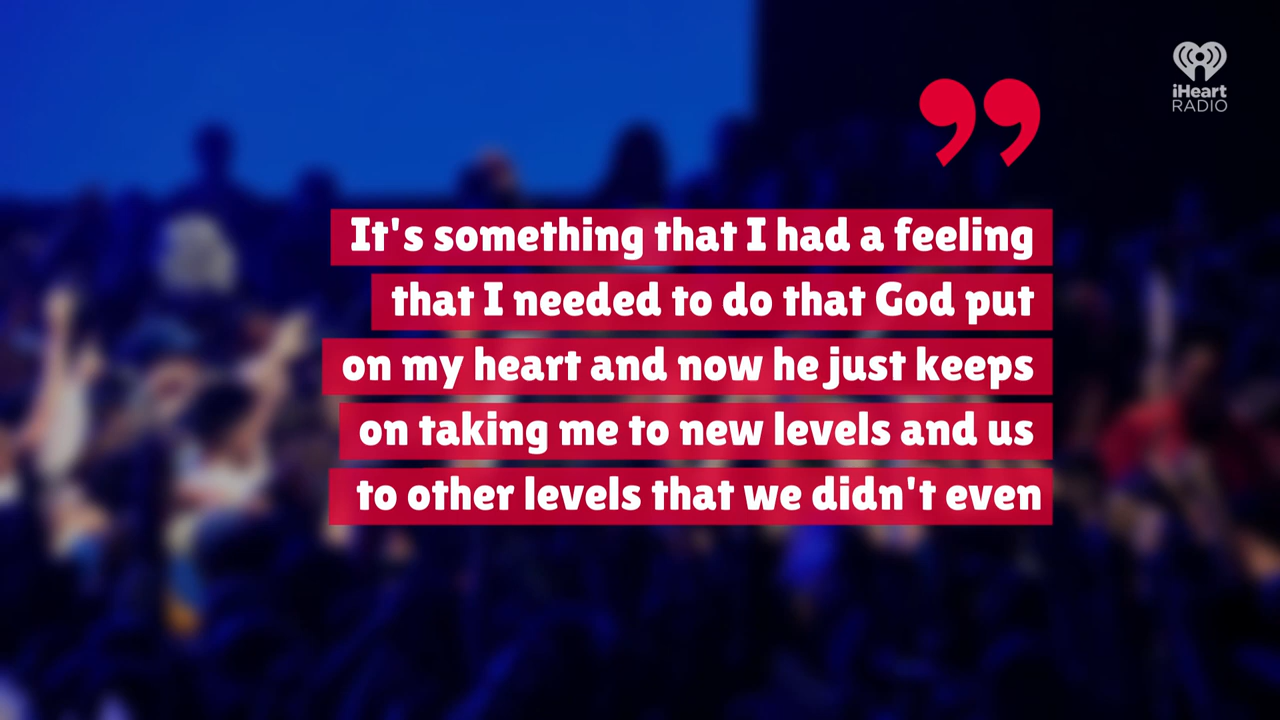 iHeart
RADIO
”
It's something that I had a feeling
that I needed to do that God put
on my heart and now he just keeps
on taking me to new levels and us
to other levels that we didn't even